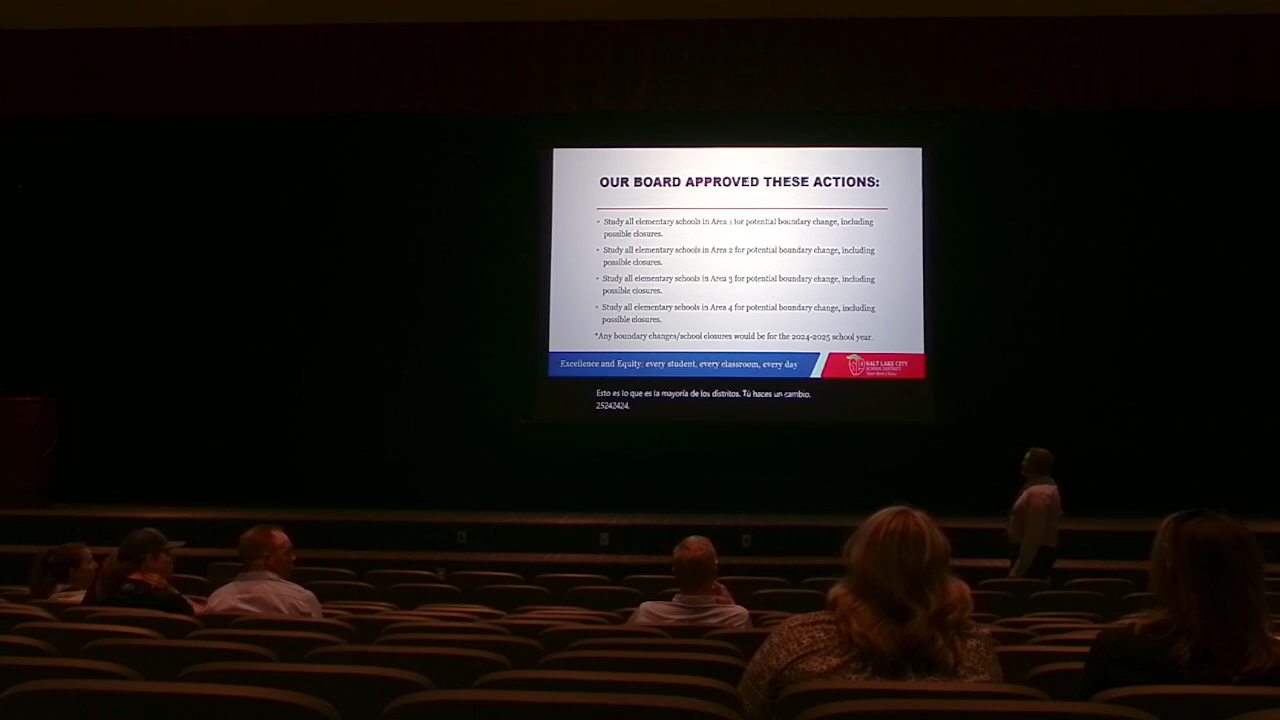 OUR BOARD APPROVED THESE ACTIONS:
• Study all elementary schools in Area 1 for potential boundary change, including
possible closures.
• Study all elementary schools in Area 2 for potential boundary change, including
possible closures.
• Study all elementary schools in Area 3 for potential boundary change, including
possible closures.
• Study all elementary schools in Area 4 for potential boundary change, including
possible closures.
*Any boundary changes/school closures would be for the 2024-2025 school year.
Excellence and Equity: every student, every classroom, every day
SALT LAKE CITY
SCHOOL DISTRICT
Your Best Choice
Esto es lo que es la mayoría de los distritos. Tú haces un cambio.
25242424.